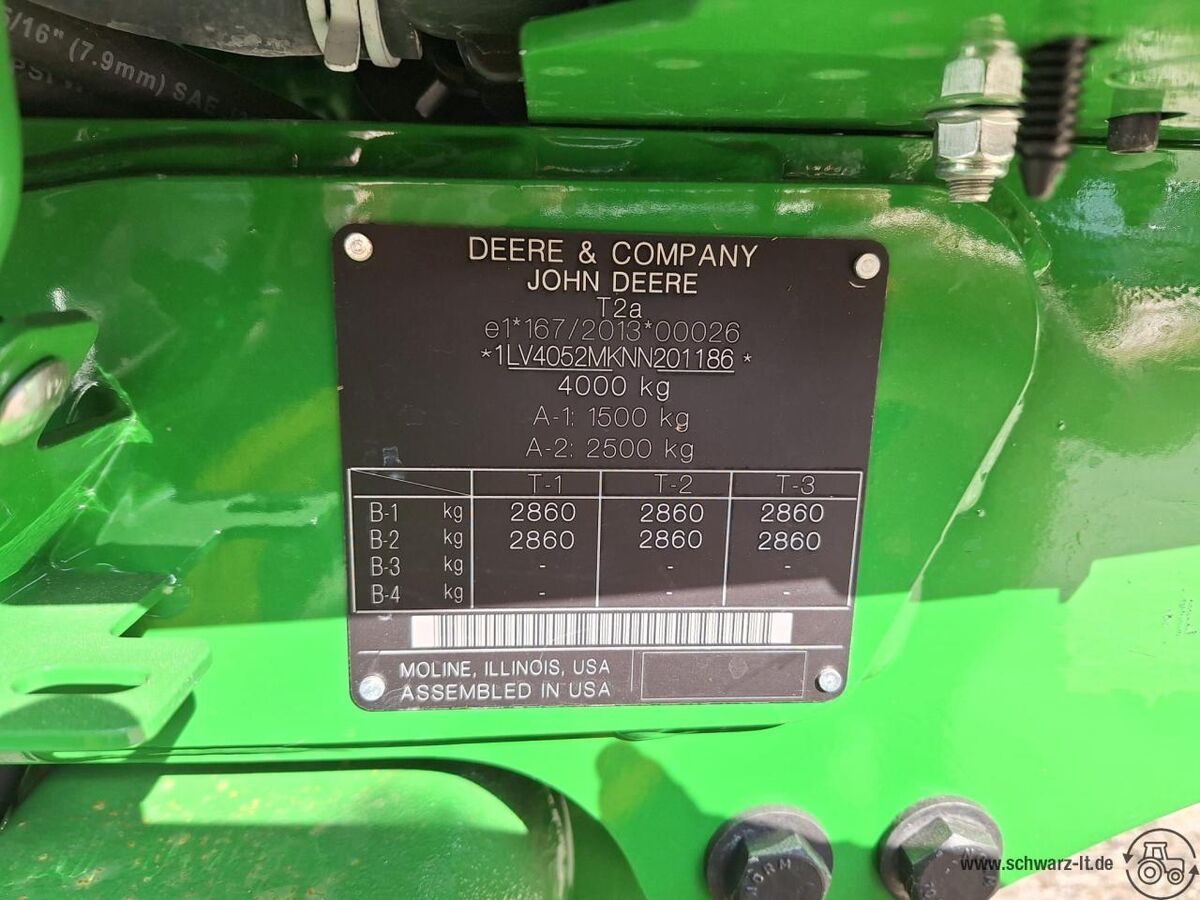 5/16" (7.9mm) SAE
DEERE & COMPANY
JOHN DEERE
T2a
e1*167/2013*00026
*1LV4052MKNN201186*
4000 kg
A-1: 1500 kg
A-2: 2500 kg
T-1 T-2 T-3
B-1 kg 2860 2860 2860
B-2 kg 2860 2860 2860
B-3 kg - - -
B-4 kg - - -
MOLINE, ILLINOIS, USA
ASSEMBLED IN USA
www.schwarz-lt.de